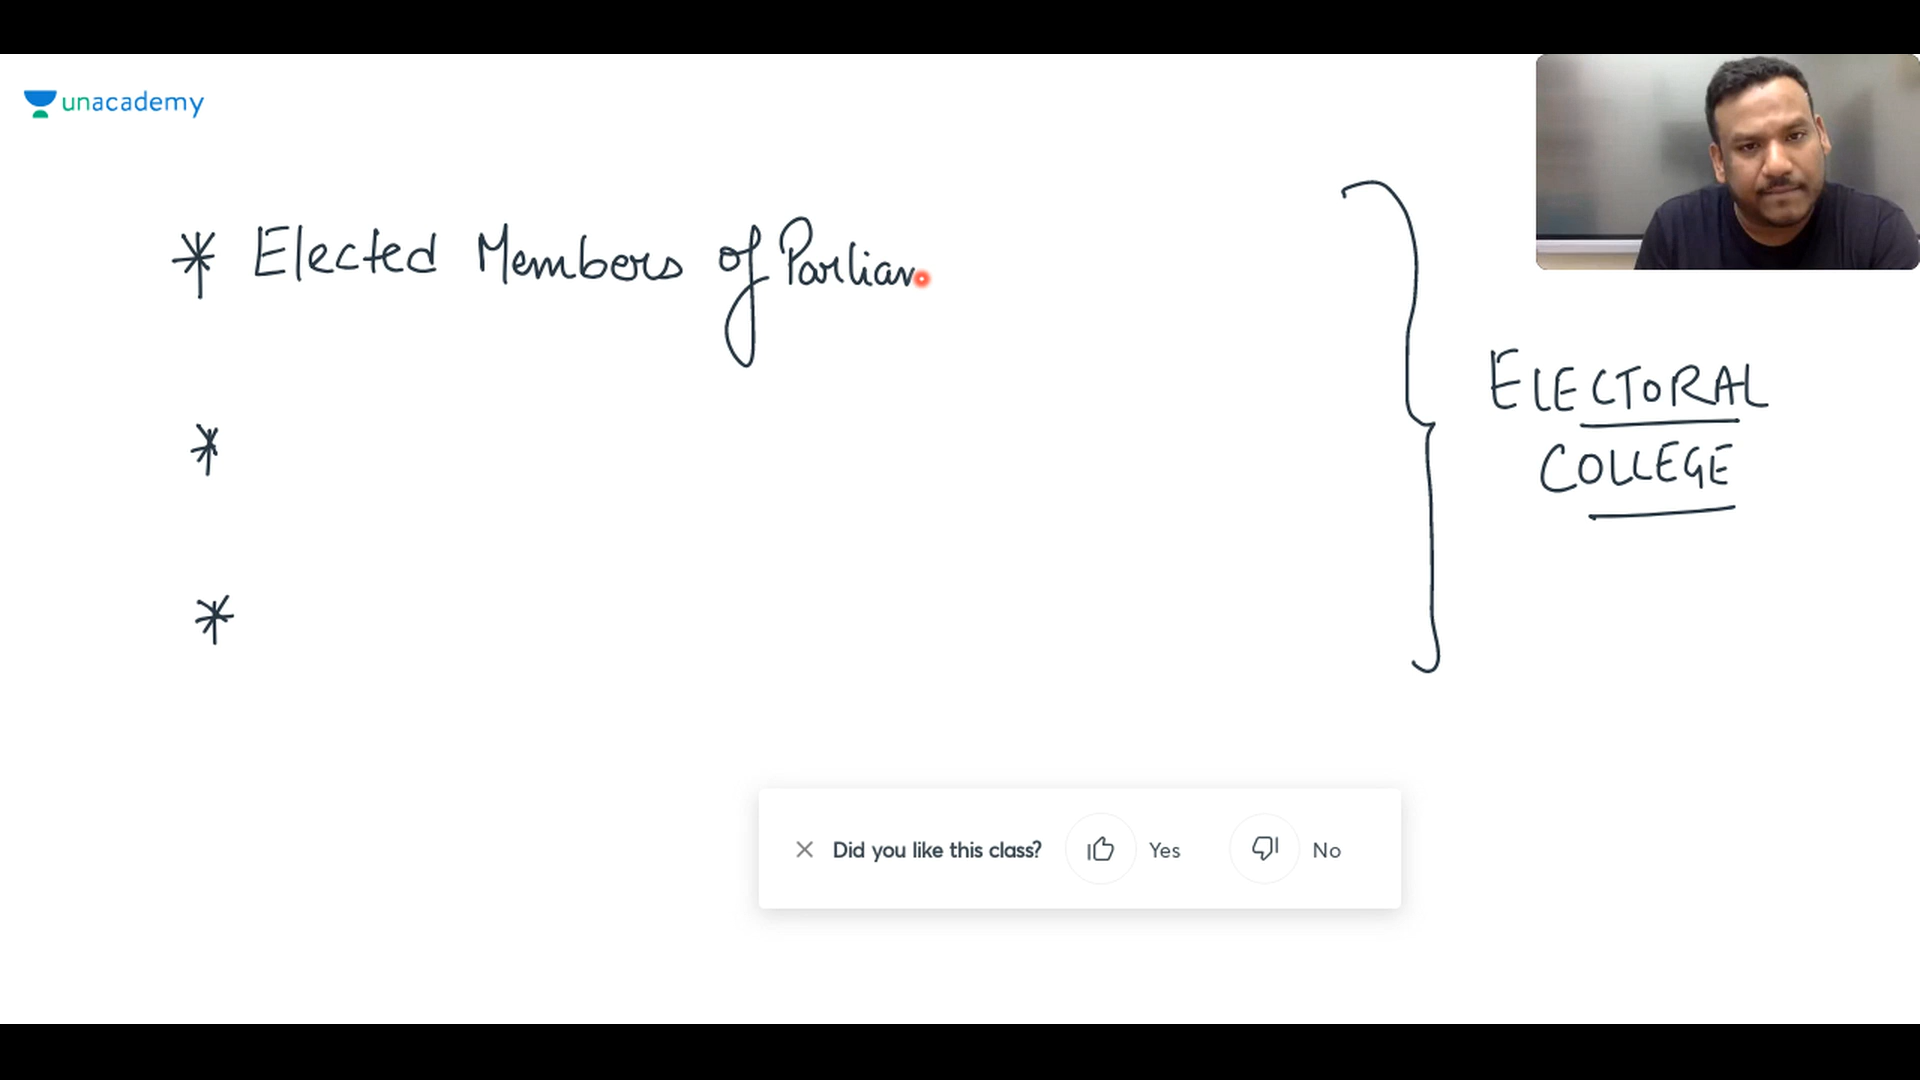 unacademy
* Elected Members of Parliam
*
*
ELECTORAL
COLLEGE
Did you like this class? Yes No